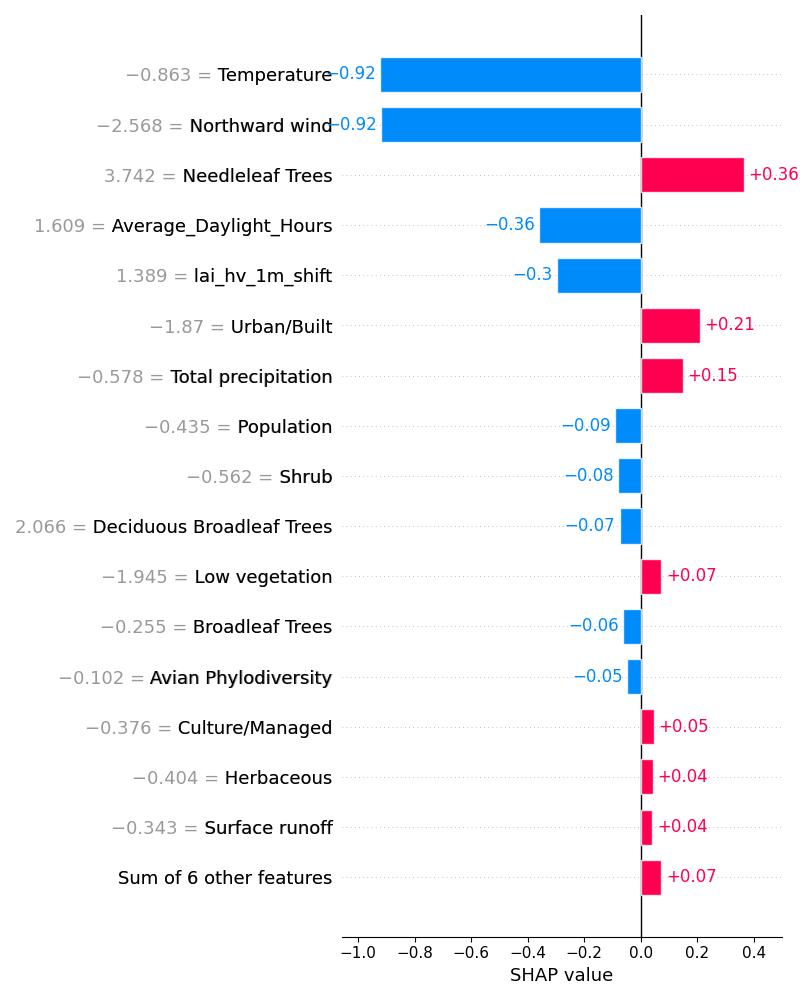 −0.863 = Temperature −0.92
−2.568 = Northward wind −0.92
3.742 = Needleleaf Trees +0.36
1.609 = Average_Daylight_Hours −0.36
1.389 = lai_hv_1m_shift −0.3
−1.87 = Urban/Built +0.21
−0.578 = Total precipitation +0.15
−0.435 = Population −0.09
−0.562 = Shrub −0.08
2.066 = Deciduous Broadleaf Trees −0.07
−1.945 = Low vegetation +0.07
−0.255 = Broadleaf Trees −0.06
−0.102 = Avian Phylodiversity −0.05
−0.376 = Culture/Managed +0.05
−0.404 = Herbaceous +0.04
−0.343 = Surface runoff +0.04
Sum of 6 other features +0.07
−1.0 −0.8 −0.6 −0.4 −0.2 0.0 0.2 0.4
SHAP value